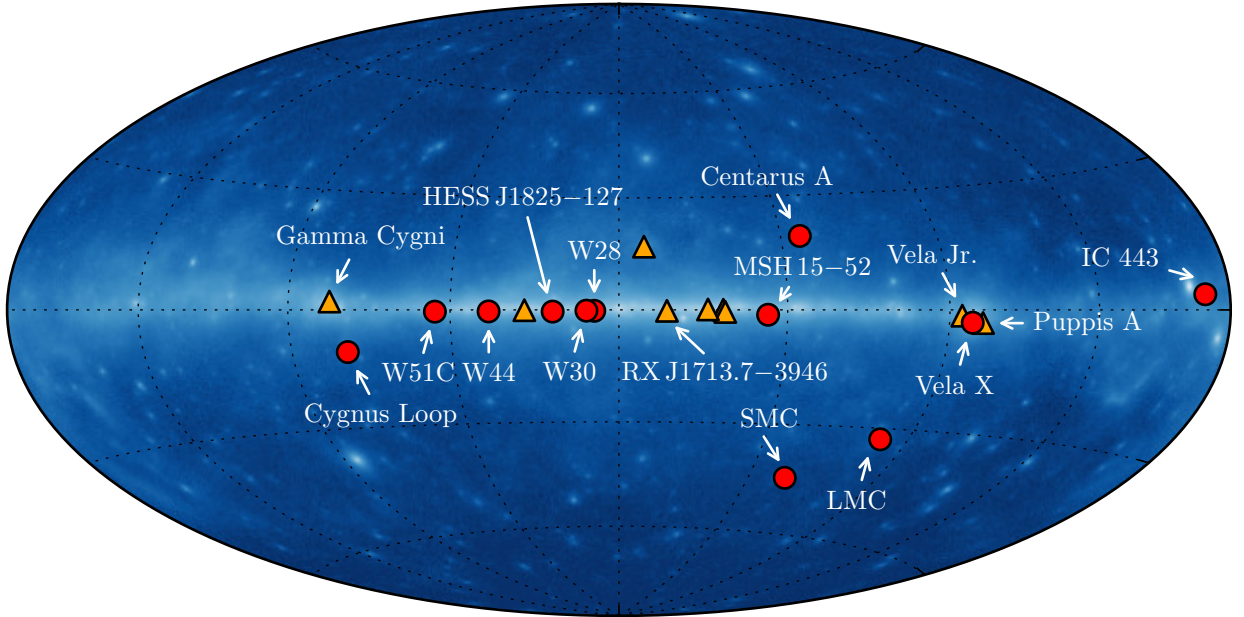 Centarus A
HESS J1825−127
Gamma Cygni
W28
MSH 15−52
Vela Jr.
IC 443
Puppis A
W51C
W44
W30
RX J1713.7−3946
Vela X
Cygnus Loop
SMC
LMC